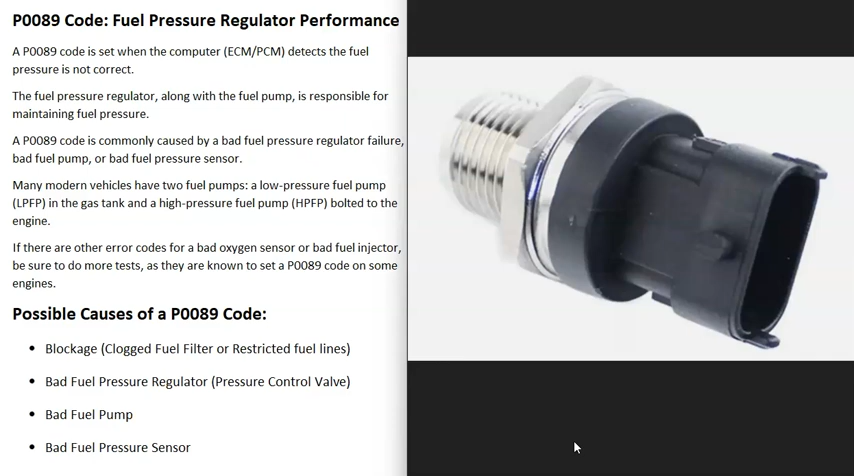 P0089 Code: Fuel Pressure Regulator Performance
A P0089 code is set when the computer (ECM/PCM) detects the fuel
pressure is not correct.
The fuel pressure regulator, along with the fuel pump, is responsible for
maintaining fuel pressure.
A P0089 code is commonly caused by a bad fuel pressure regulator failure,
bad fuel pump, or bad fuel pressure sensor.
Many modern vehicles have two fuel pumps: a low-pressure fuel pump
(LPFP) in the gas tank and a high-pressure fuel pump (HPFP) bolted to the
engine.
If there are other error codes for a bad oxygen sensor or bad fuel injector,
be sure to do more tests, as they are known to set a P0089 code on some
engines.
Possible Causes of a P0089 Code:
• Blockage (Clogged Fuel Filter or Restricted fuel lines)
• Bad Fuel Pressure Regulator (Pressure Control Valve)
• Bad Fuel Pump
• Bad Fuel Pressure Sensor